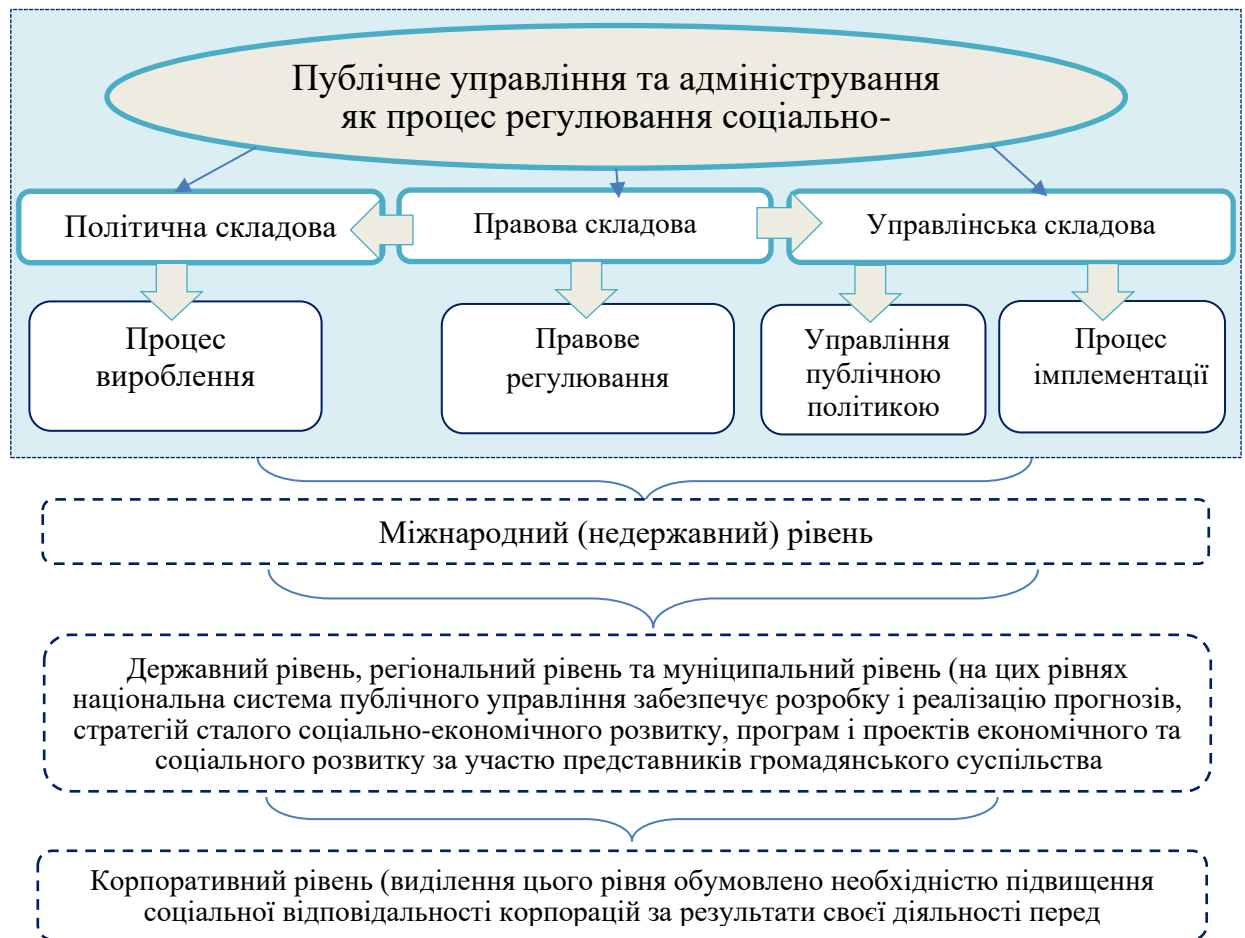 Публічне управління та адміністрування
як процес регулювання соціально-
Політична складова
Правова складова
Управлінська складова
Процес
вироблення
Правове
регулювання
Управління
публічною
політикою
Процес
імплементації
Міжнародний (недержавний) рівень
Державний рівень, регіональний рівень та муніципальний рівень (на цих рівнях
національна система публічного управління забезпечує розробку і реалізацію прогнозів,
стратегій сталого соціально-економічного розвитку, програм і проектів економічного та
соціального розвитку за участю представників громадянського суспільства
Корпоративний рівень (виділення цього рівня обумовлено необхідністю підвищення
соціальної відповідальності корпорацій за результати своєї діяльності перед